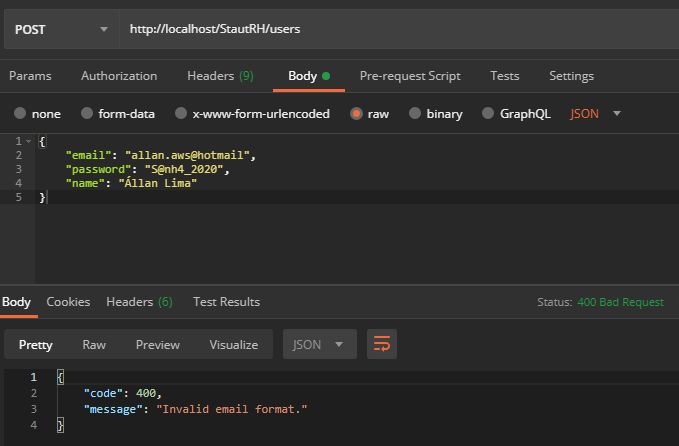 POST http://localhost/StautRH/users
Params Authorization Headers (9) Body Pre-request Script Tests Settings
none form-data x-www-form-urlencoded raw binary GraphQL JSON
1 {
2 "email": "allan.aws@hotmail",
3 "password": "S@nh4_2020",
4 "name": "Állan Lima"
5 }
Body Cookies Headers (6) Test Results Status: 400 Bad Request
Pretty Raw Preview Visualize JSON
1 {
2 "code": 400,
3 "message": "Invalid email format."
4 }